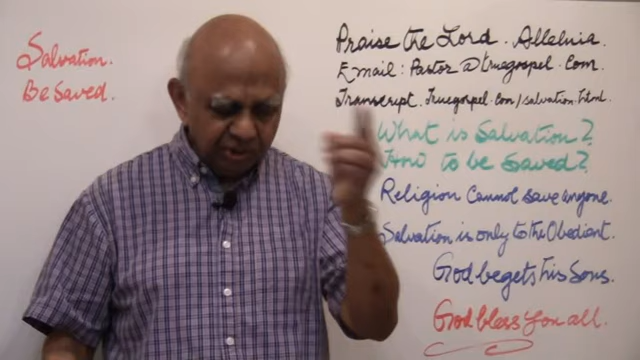 Salvation.
Be Saved.
Praise the Lord. Alleluia.
Email: Pastor@truegospel.com
Transcript. Truegospel.com/salvation.html
What is Salvation?
How to be Saved?
Religion Cannot save anyone.
Salvation is only to the Obediant.
God begets His Sons.
God bless you all.